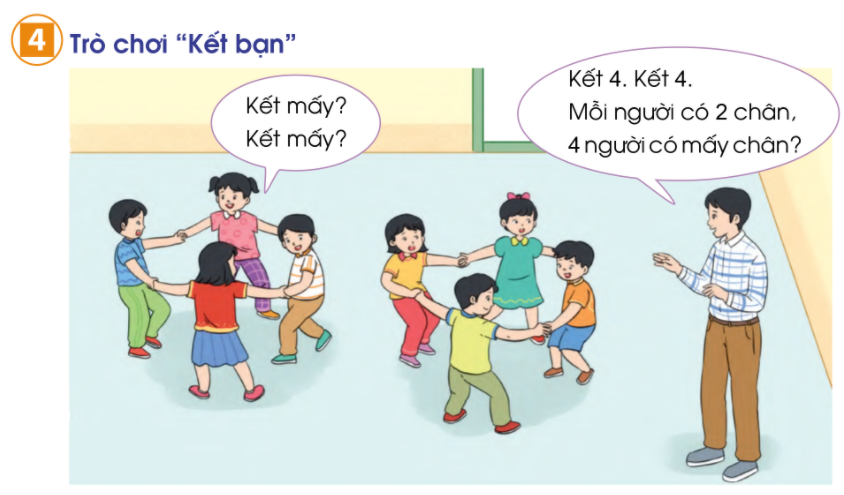 4 Trò chơi “Kết bạn”
Kết mấy?
Kết mấy?
Kết 4. Kết 4.
Mỗi người có 2 chân,
4 người có mấy chân?